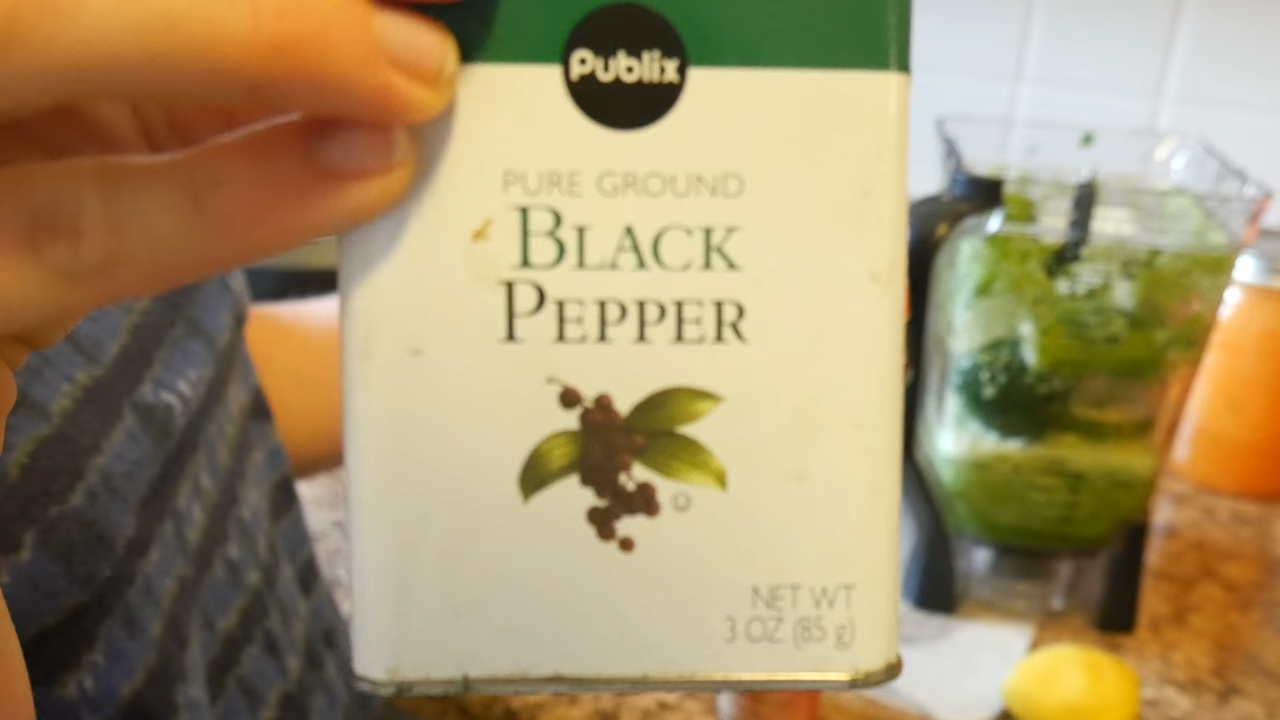 Publix
PURE GROUND
BLACK
PEPPER
NET WT
3 OZ (85 g)